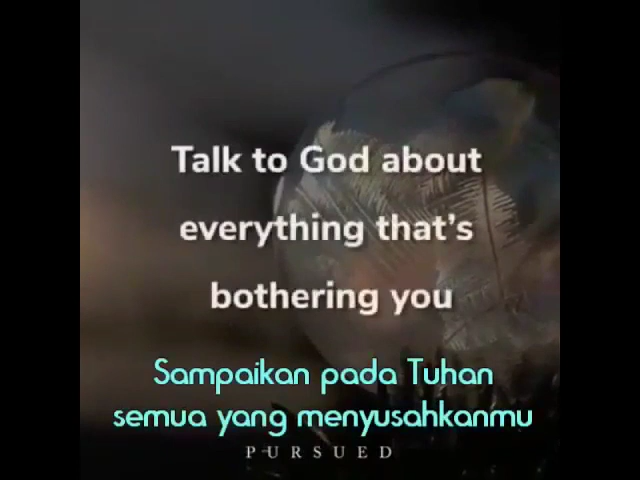 Talk to God about
everything that's
bothering you
Sampaikan pada Tuhan
semua yang menyusahkanmu
PURSUED